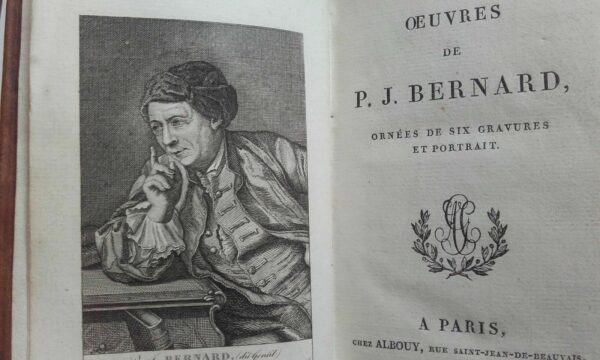 BERNARD, (dit Gentil)
ŒUVRES
DE
P. J. BERNARD,
ORNÉES DE SIX GRAVURES
ET PORTRAIT.
A PARIS,
CHEZ ALBOUY, RUE SAINT-JEAN-DE-BEAUVAIS,